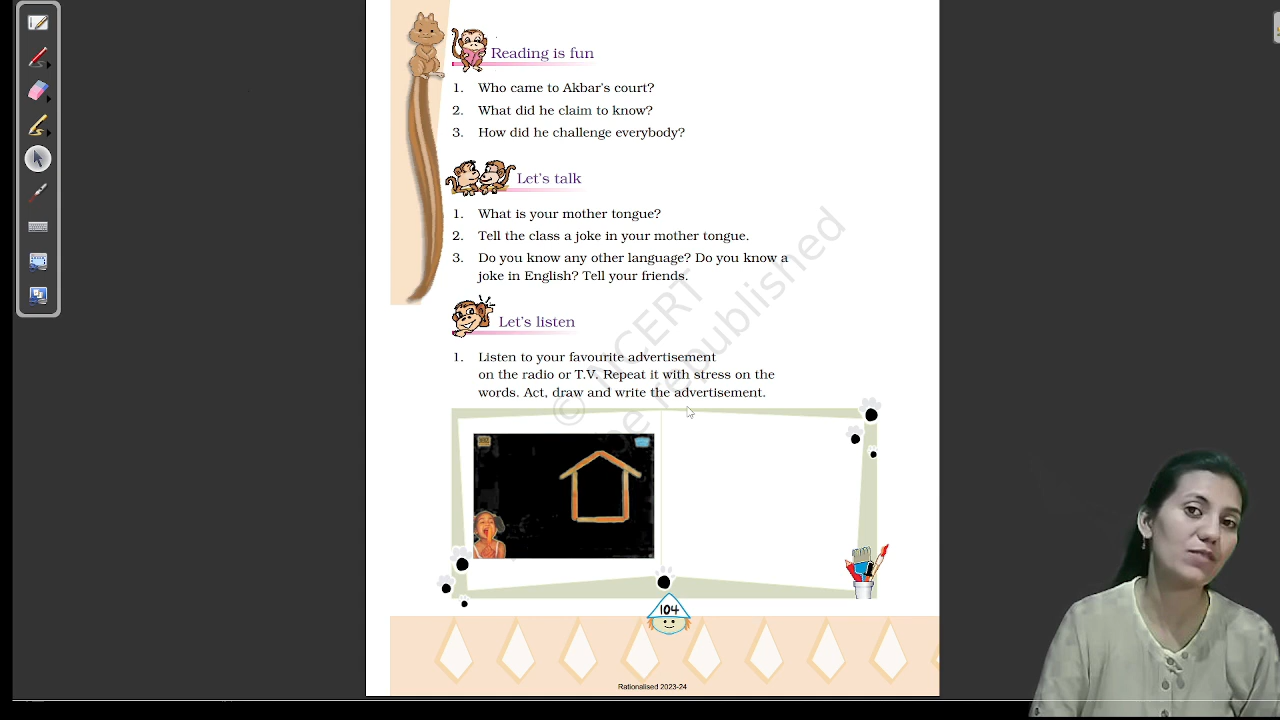 Reading is fun
1. Who came to Akbar's court?
2. What did he claim to know?
3. How did he challenge everybody?
Let's talk
1. What is your mother tongue?
2. Tell the class a joke in your mother tongue.
3. Do you know any other language? Do you know a
joke in English? Tell your friends.
Let's listen
1. Listen to your favourite advertisement
on the radio or T.V. Repeat it with stress on the
words. Act, draw and write the advertisement.
© NCERT
be republished
104
Rationalised 2023-24